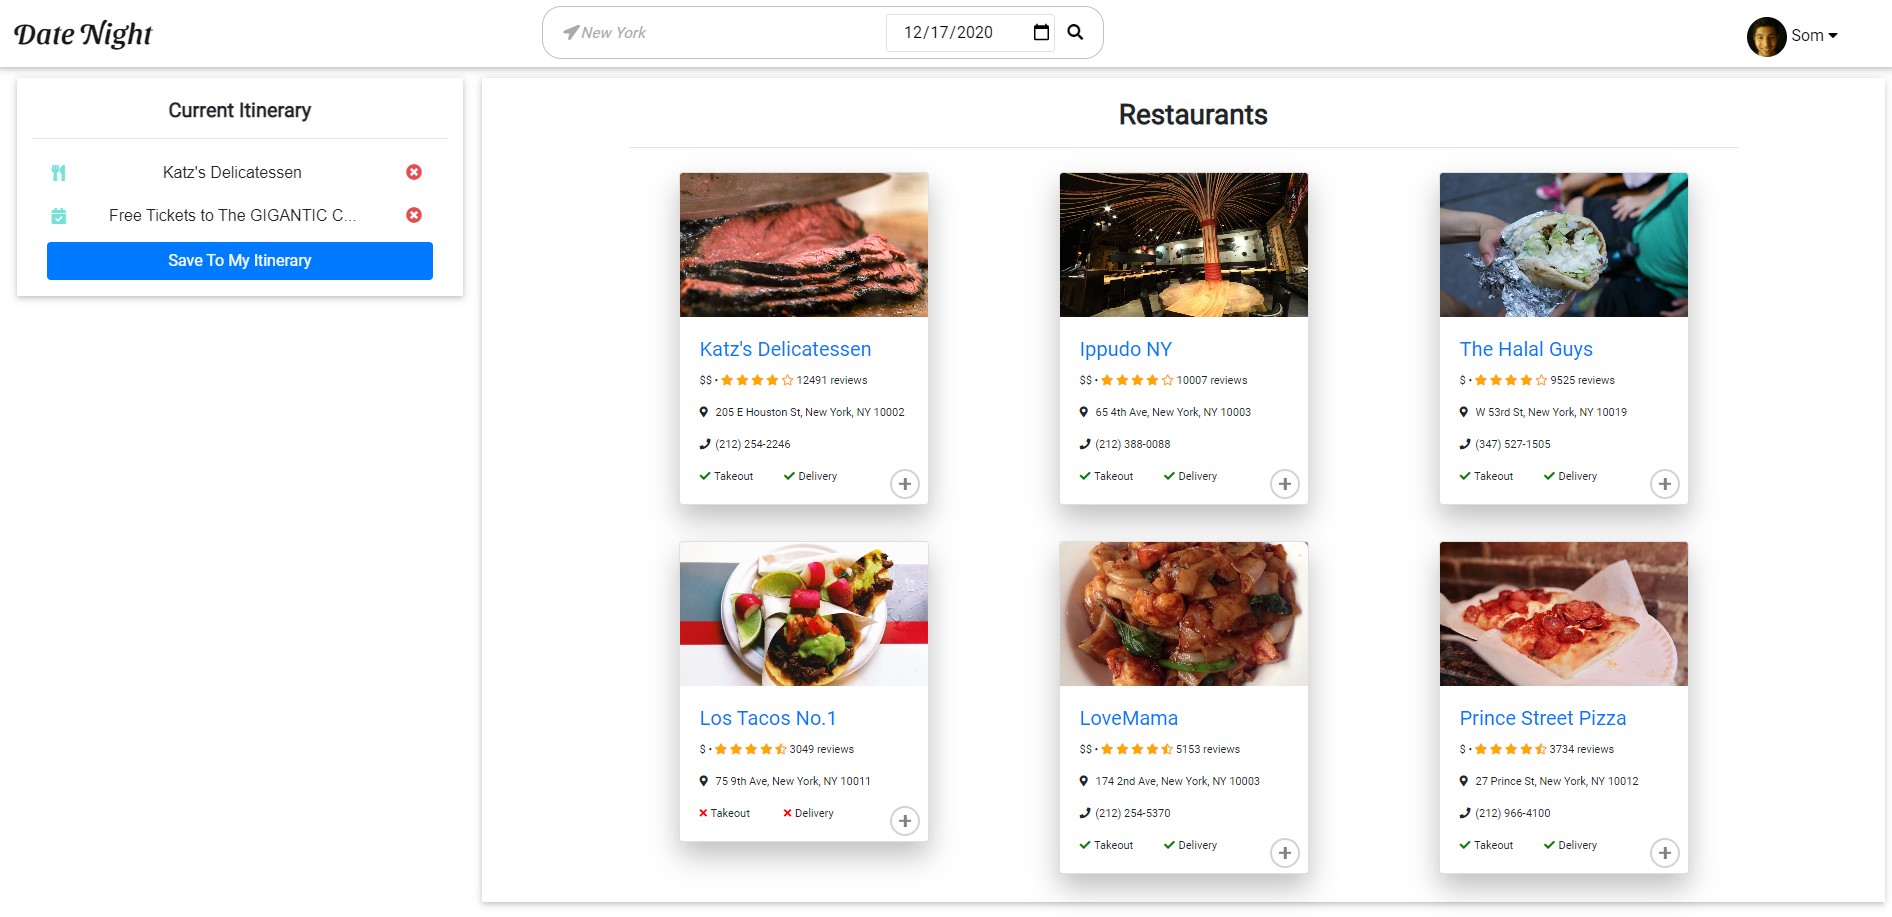 Date Night
New York
12/17/2020
Som
Current Itinerary
Katz's Delicatessen
Free Tickets to The GIGANTIC C...
Save To My Itinerary
Restaurants
Katz's Delicatessen
$$ • 12491 reviews
205 E Houston St, New York, NY 10002
(212) 254-2246
Takeout Delivery
Ippudo NY
$$ • 10007 reviews
65 4th Ave, New York, NY 10003
(212) 388-0088
Takeout Delivery
The Halal Guys
$ • 9525 reviews
W 53rd St, New York, NY 10019
(347) 527-1505
Takeout Delivery
Los Tacos No.1
$ • 3049 reviews
75 9th Ave, New York, NY 10011
Takeout Delivery
LoveMama
$$ • 5153 reviews
174 2nd Ave, New York, NY 10003
(212) 254-5370
Takeout Delivery
Prince Street Pizza
$ • 3734 reviews
27 Prince St, New York, NY 10012
(212) 966-4100
Takeout Delivery